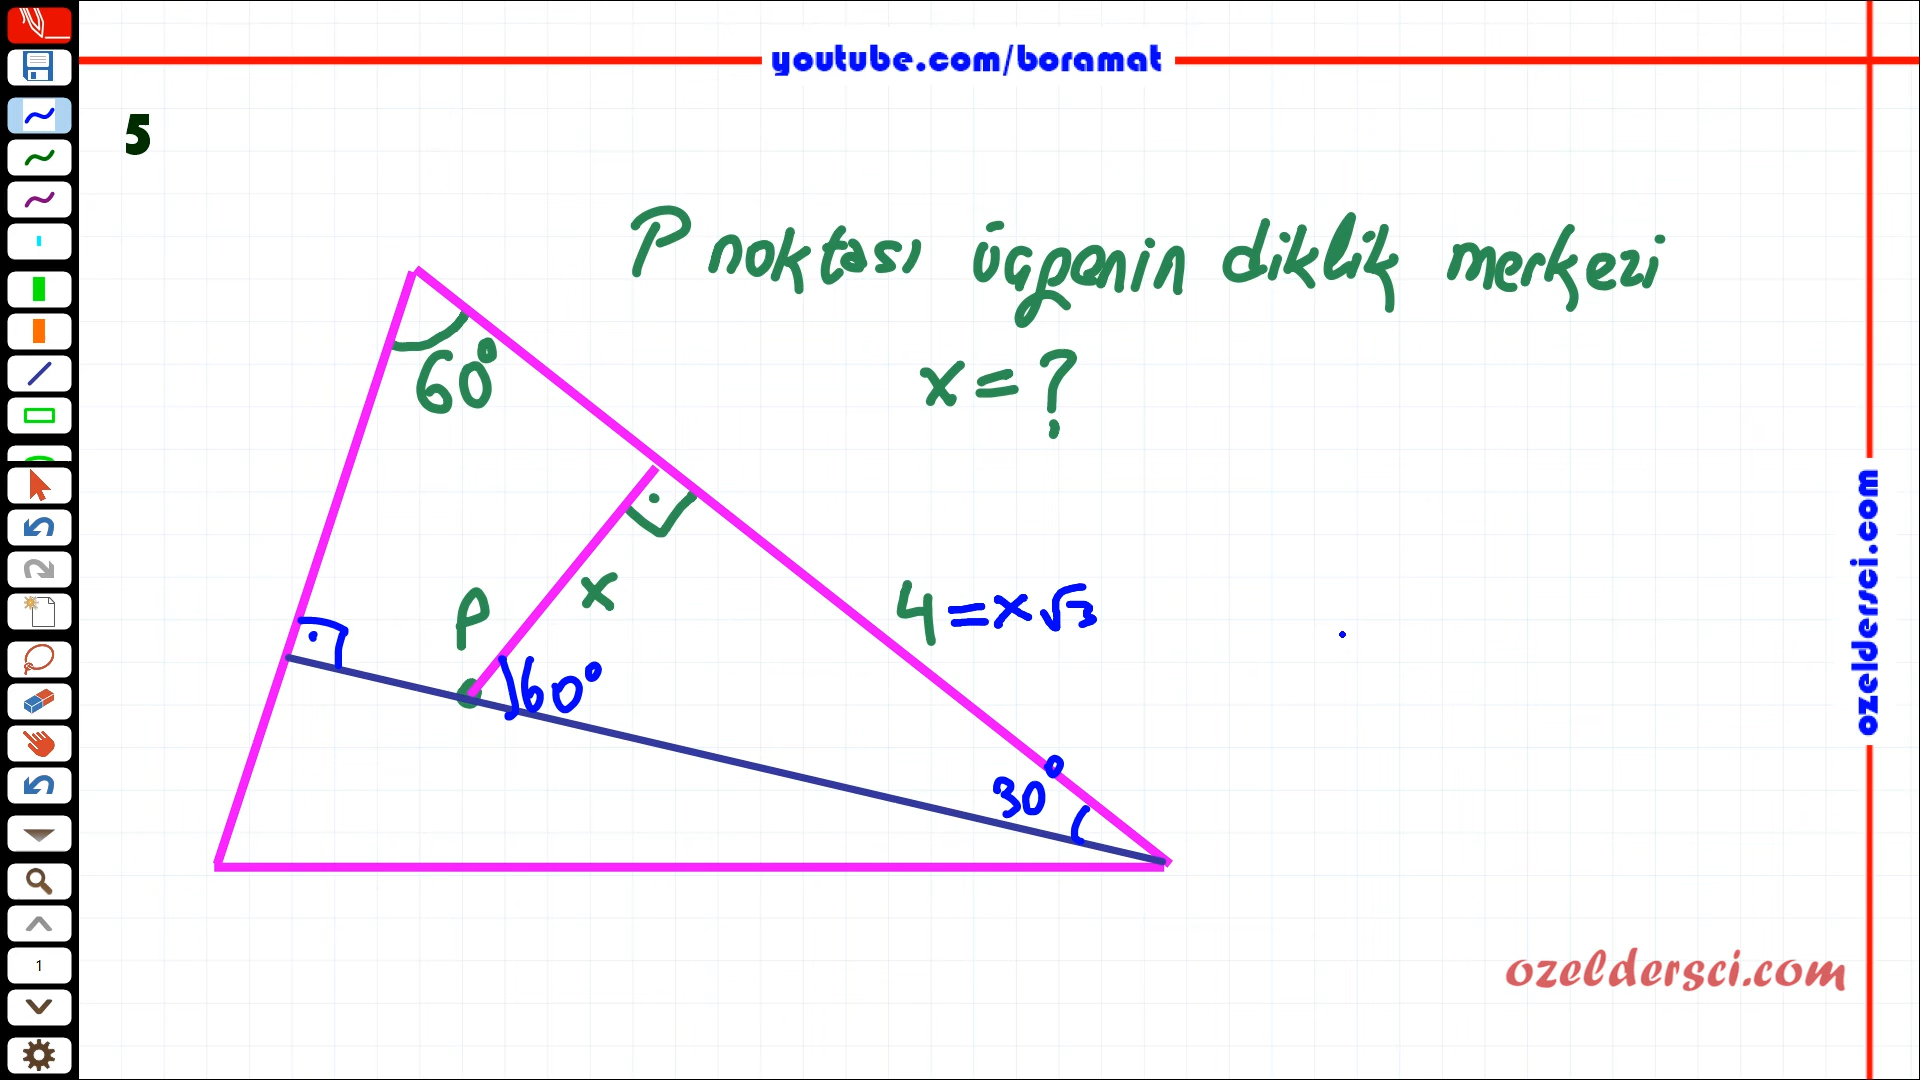 youtube.com/boramat
5
P noktası üçgenin diklik merkezi
x = ?
60°
x
P
4 = x √3
60°
30°
ozeldersci.com
ozeldersci.com
1